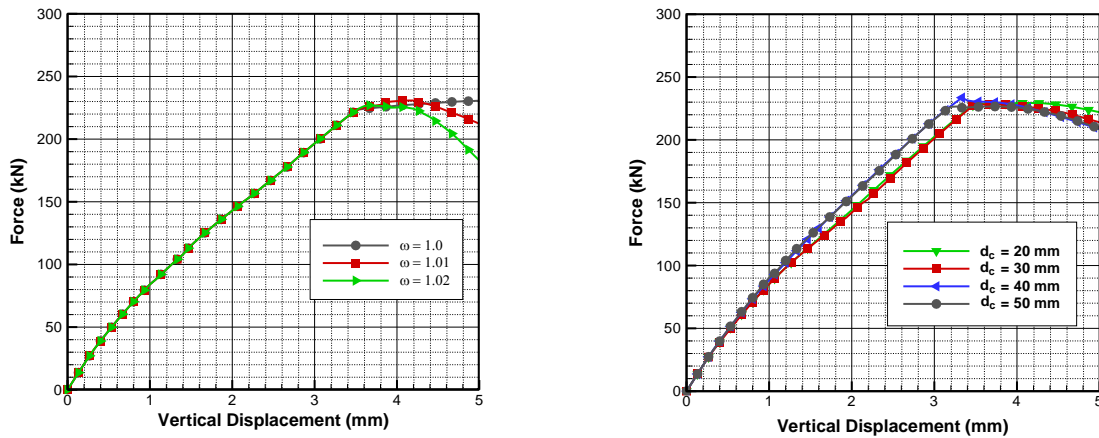 300
250
200
150
100
50
0
Force (kN)
0 1 2 3 4 5
Vertical Displacement (mm)
ω = 1.0
ω = 1.01
ω = 1.02
300
250
200
150
100
50
0
Force (kN)
0 1 2 3 4 5
Vertical Displacement (mm)
dc = 20 mm
dc = 30 mm
dc = 40 mm
dc = 50 mm